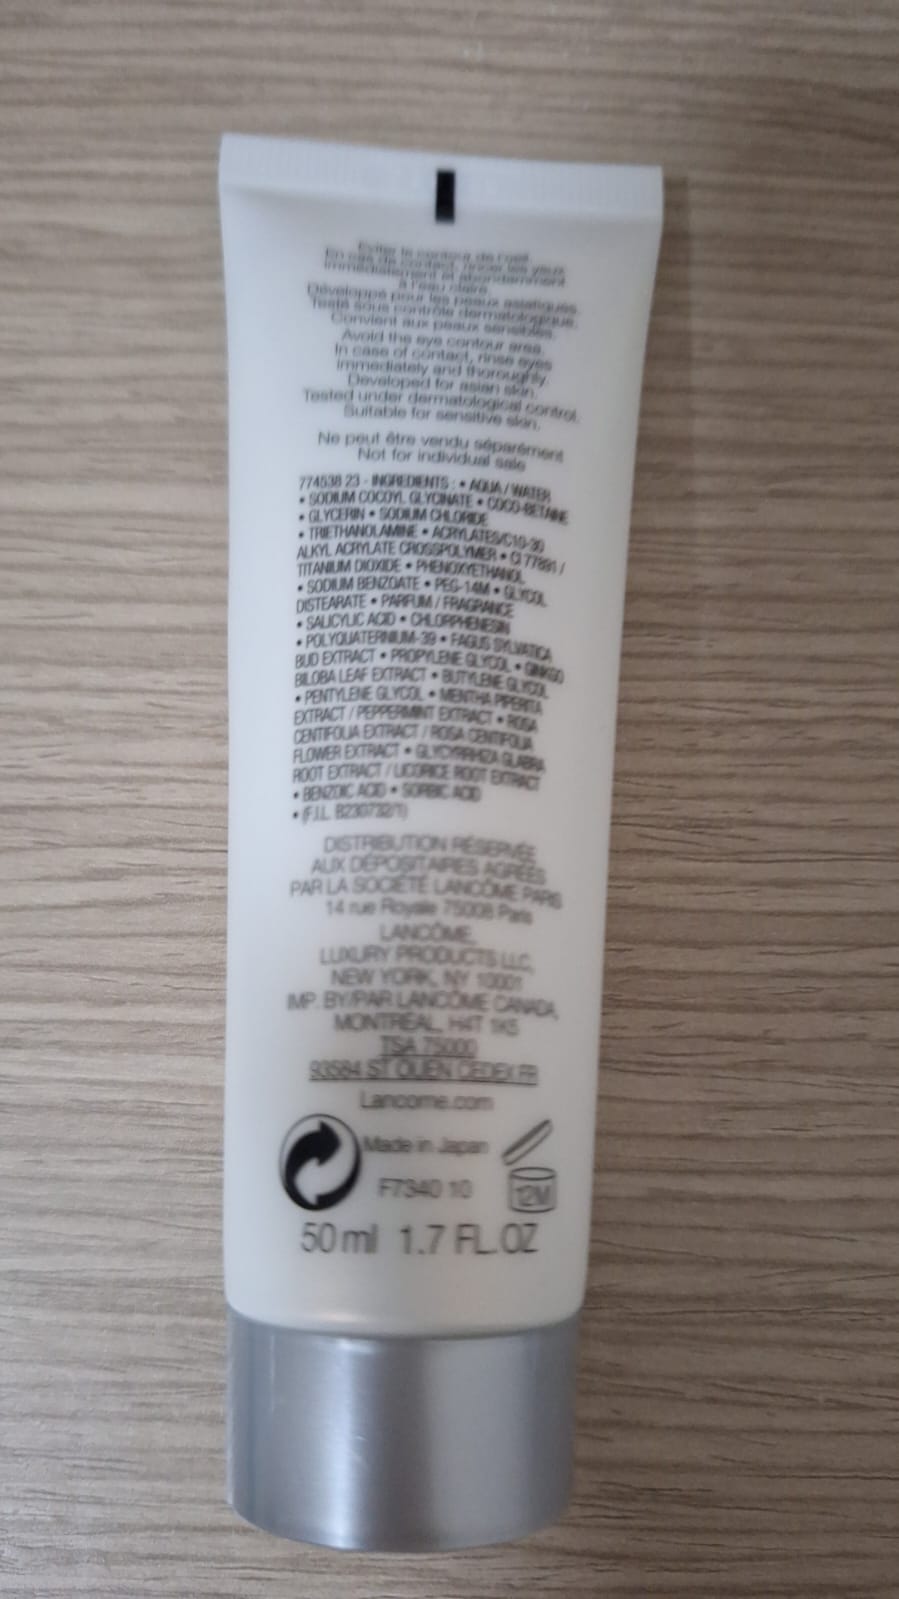 Eviter le contour de l'oeil.
En cas de contact, rincer les yeux
immédiatement et abondamment
à l'eau claire.
Développé pour les peaux asiatiques.
Testé sous contrôle dermatologique.
Convient aux peaux sensibles.
Avoid the eye contour area.
In case of contact, rinse eyes
immediately and thoroughly.
Developed for asian skin.
Tested under dermatological control.
Suitable for sensitive skin.
Ne peut être vendu séparément
Not for individual sale
774538 23 - INGREDIENTS : • AQUA / WATER
• SODIUM COCOYL GLYCINATE • COCO-BETAINE
• GLYCERIN • SODIUM CHLORIDE
• TRIETHANOLAMINE • ACRYLATES/C10-30
ALKYL ACRYLATE CROSSPOLYMER • CI 77891 /
TITANIUM DIOXIDE • PHENOXYETHANOL
• SODIUM BENZOATE • PEG-14M • GLYCOL
DISTEARATE • PARFUM / FRAGRANCE
• SALICYLIC ACID • CHLORPHENESIN
• POLYQUATERNIUM-39 • FAGUS SYLVATICA
BUD EXTRACT • PROPYLENE GLYCOL • GINKGO
BILOBA LEAF EXTRACT • BUTYLENE GLYCOL
• PENTYLENE GLYCOL • MENTHA PIPERITA
EXTRACT / PEPPERMINT EXTRACT • ROSA
CENTIFOLIA EXTRACT / ROSA CENTIFOLIA
FLOWER EXTRACT • GLYCYRRHIZA GLABRA
ROOT EXTRACT / LICORICE ROOT EXTRACT
• BENZOIC ACID • SORBIC ACID
• (F.I.L. B230732/1)
DISTRIBUTION RÉSERVÉE
AUX DÉPOSITAIRES AGRÉÉS
PAR LA SOCIÉTÉ LANCÔME PARIS
14 rue Royale 75008 Paris
LANCÔME,
LUXURY PRODUCTS LLC,
NEW YORK, NY 10001
IMP. BY/PAR LANCÔME CANADA,
MONTRÉAL, H4T 1K5
TSA 75000
93584 ST OUEN CEDEX FR
Lancome.com
Made in Japan
F7340 10
12M
50 ml 1.7 FL.OZ